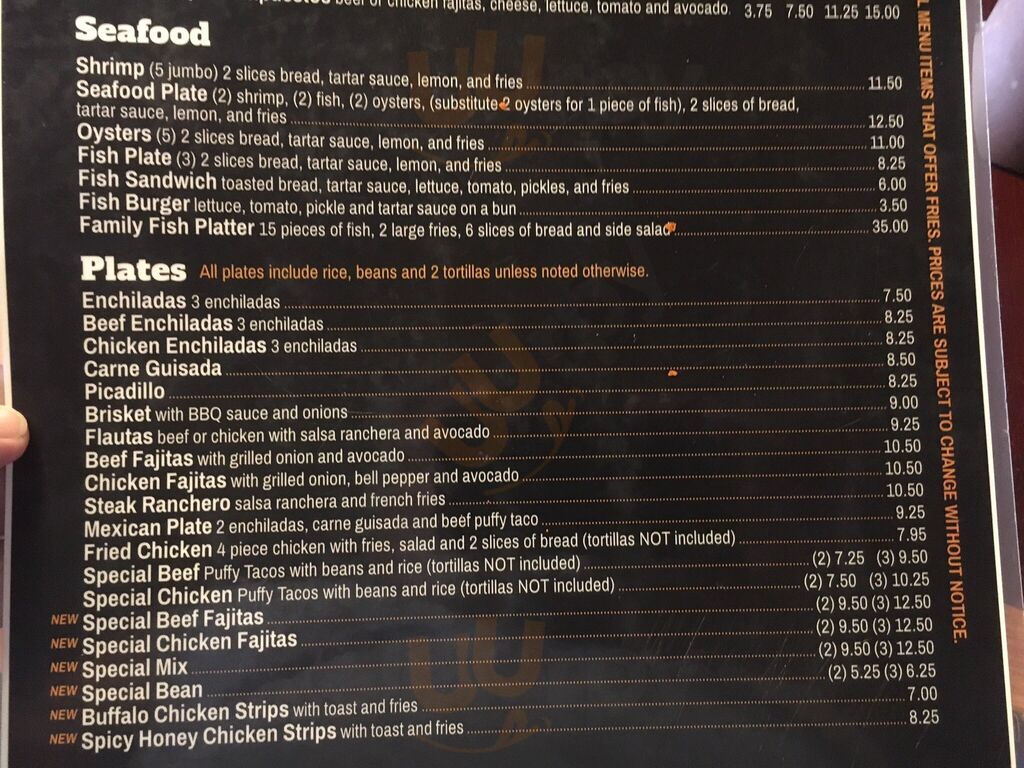 beef or chicken fajitas, cheese, lettuce, tomato and avocado. 3.75 7.50 11.25 15.00
Seafood
Shrimp (5 jumbo) 2 slices bread, tartar sauce, lemon, and fries 11.50
Seafood Plate (2) shrimp, (2) fish, (2) oysters, (substitute 2 oysters for 1 piece of fish), 2 slices of bread,
tartar sauce, lemon, and fries 12.50
Oysters (5) 2 slices bread, tartar sauce, lemon, and fries 11.00
Fish Plate (3) 2 slices bread, tartar sauce, lemon, and fries 8.25
Fish Sandwich toasted bread, tartar sauce, lettuce, tomato, pickles, and fries 6.00
Fish Burger lettuce, tomato, pickle and tartar sauce on a bun 3.50
Family Fish Platter 15 pieces of fish, 2 large fries, 6 slices of bread and side salad 35.00
Plates All plates include rice, beans and 2 tortillas unless noted otherwise.
Enchiladas 3 enchiladas 7.50
Beef Enchiladas 3 enchiladas 8.25
Chicken Enchiladas 3 enchiladas 8.25
Carne Guisada 8.50
Picadillo 8.25
Brisket with BBQ sauce and onions 9.00
Flautas beef or chicken with salsa ranchera and avocado 9.25
Beef Fajitas with grilled onion and avocado 10.50
Chicken Fajitas with grilled onion, bell pepper and avocado 10.50
Steak Ranchero salsa ranchera and french fries 10.50
Mexican Plate 2 enchiladas, carne guisada and beef puffy taco 9.25
Fried Chicken 4 piece chicken with fries, salad and 2 slices of bread (tortillas NOT included) 7.95
Special Beef Puffy Tacos with beans and rice (tortillas NOT included) (2) 7.25 (3) 9.50
Special Chicken Puffy Tacos with beans and rice (tortillas NOT included) (2) 7.50 (3) 10.25
NEW Special Beef Fajitas (2) 9.50 (3) 12.50
NEW Special Chicken Fajitas (2) 9.50 (3) 12.50
NEW Special Mix (2) 9.50 (3) 12.50
NEW Special Bean (2) 5.25 (3) 6.25
NEW Buffalo Chicken Strips with toast and fries 7.00
NEW Spicy Honey Chicken Strips with toast and fries 8.25
MENU ITEMS THAT OFFER FRIES. PRICES ARE SUBJECT TO CHANGE WITHOUT NOTICE.